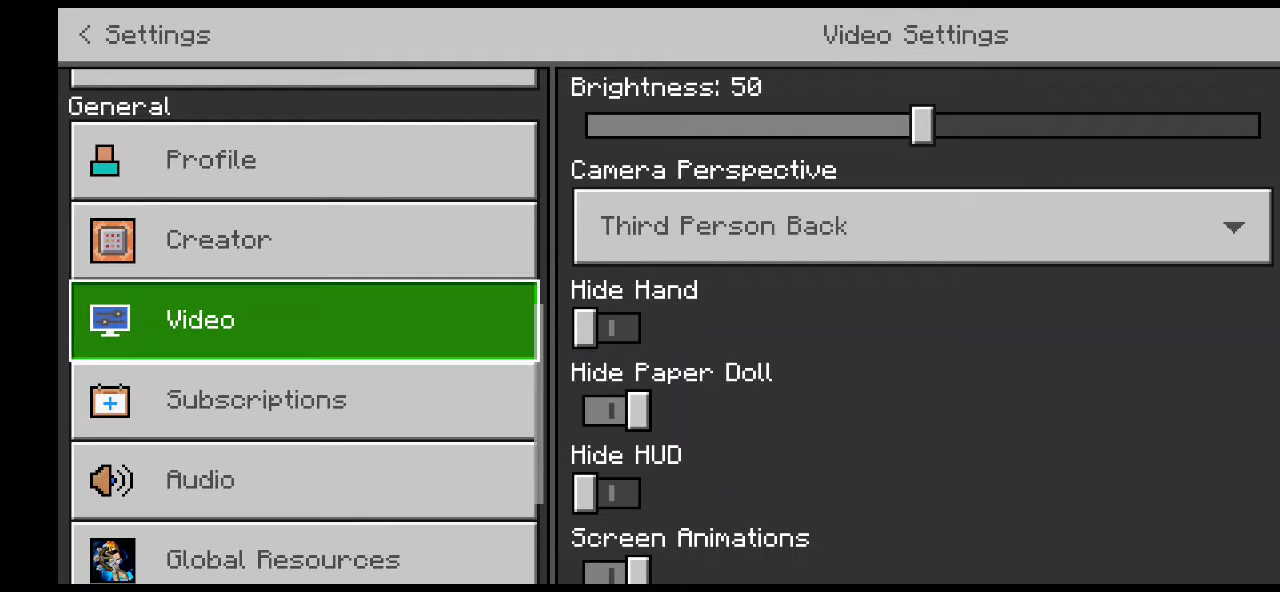 Settings
Video Settings
General
Profile
Creator
Video
Subscriptions
Audio
Global Resources
Brightness: 50
Camera Perspective
Third Person Back
Hide Hand
Hide Paper Doll
Hide HUD
Screen Animations